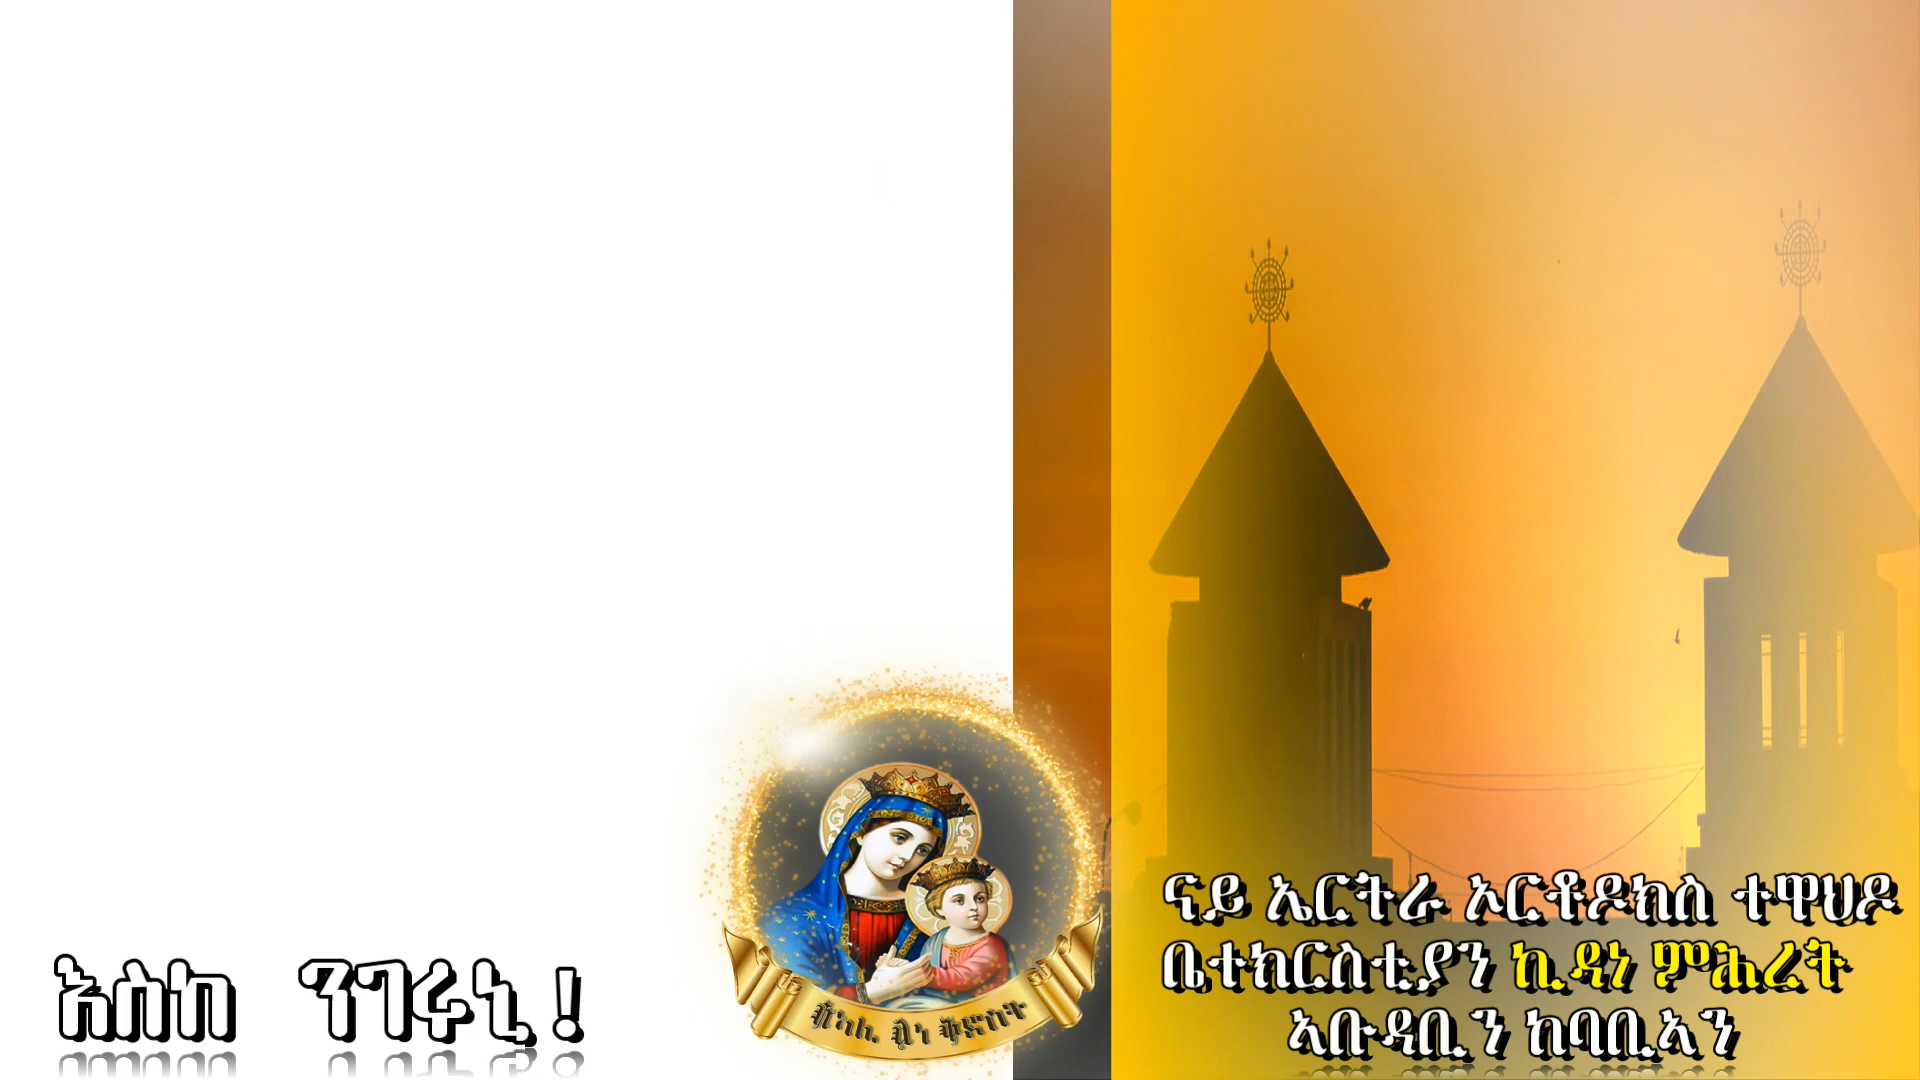 እስከ ንገሩኒ!
ናይ ኤርትራ ኦርቶዶክስ ተዋህዶ
ቤተክርስቲያን ኪዳነ ምሕረት
ኣቡዳቢን ከባቢኣን